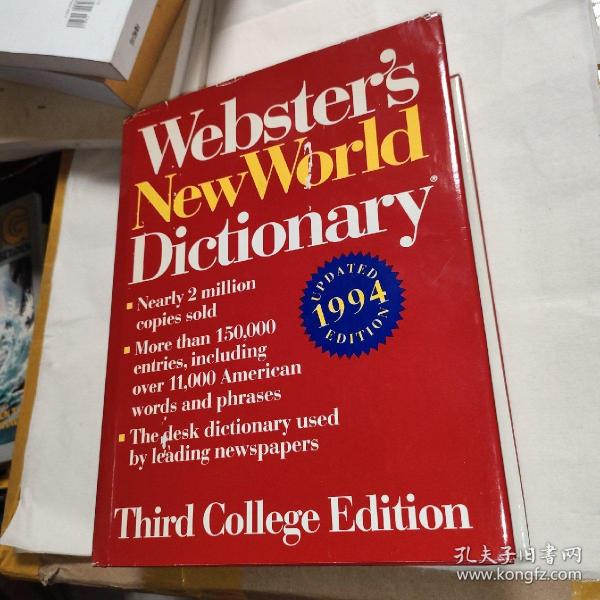 Webster's
New World
Dictionary®
Nearly 2 million
copies sold
More than 150,000
entries, including
over 11,000 American
words and phrases
The desk dictionary used
by leading newspapers
UPDATED
1994
EDITION
Third College Edition
孔夫子旧书网
www.kongfz.com